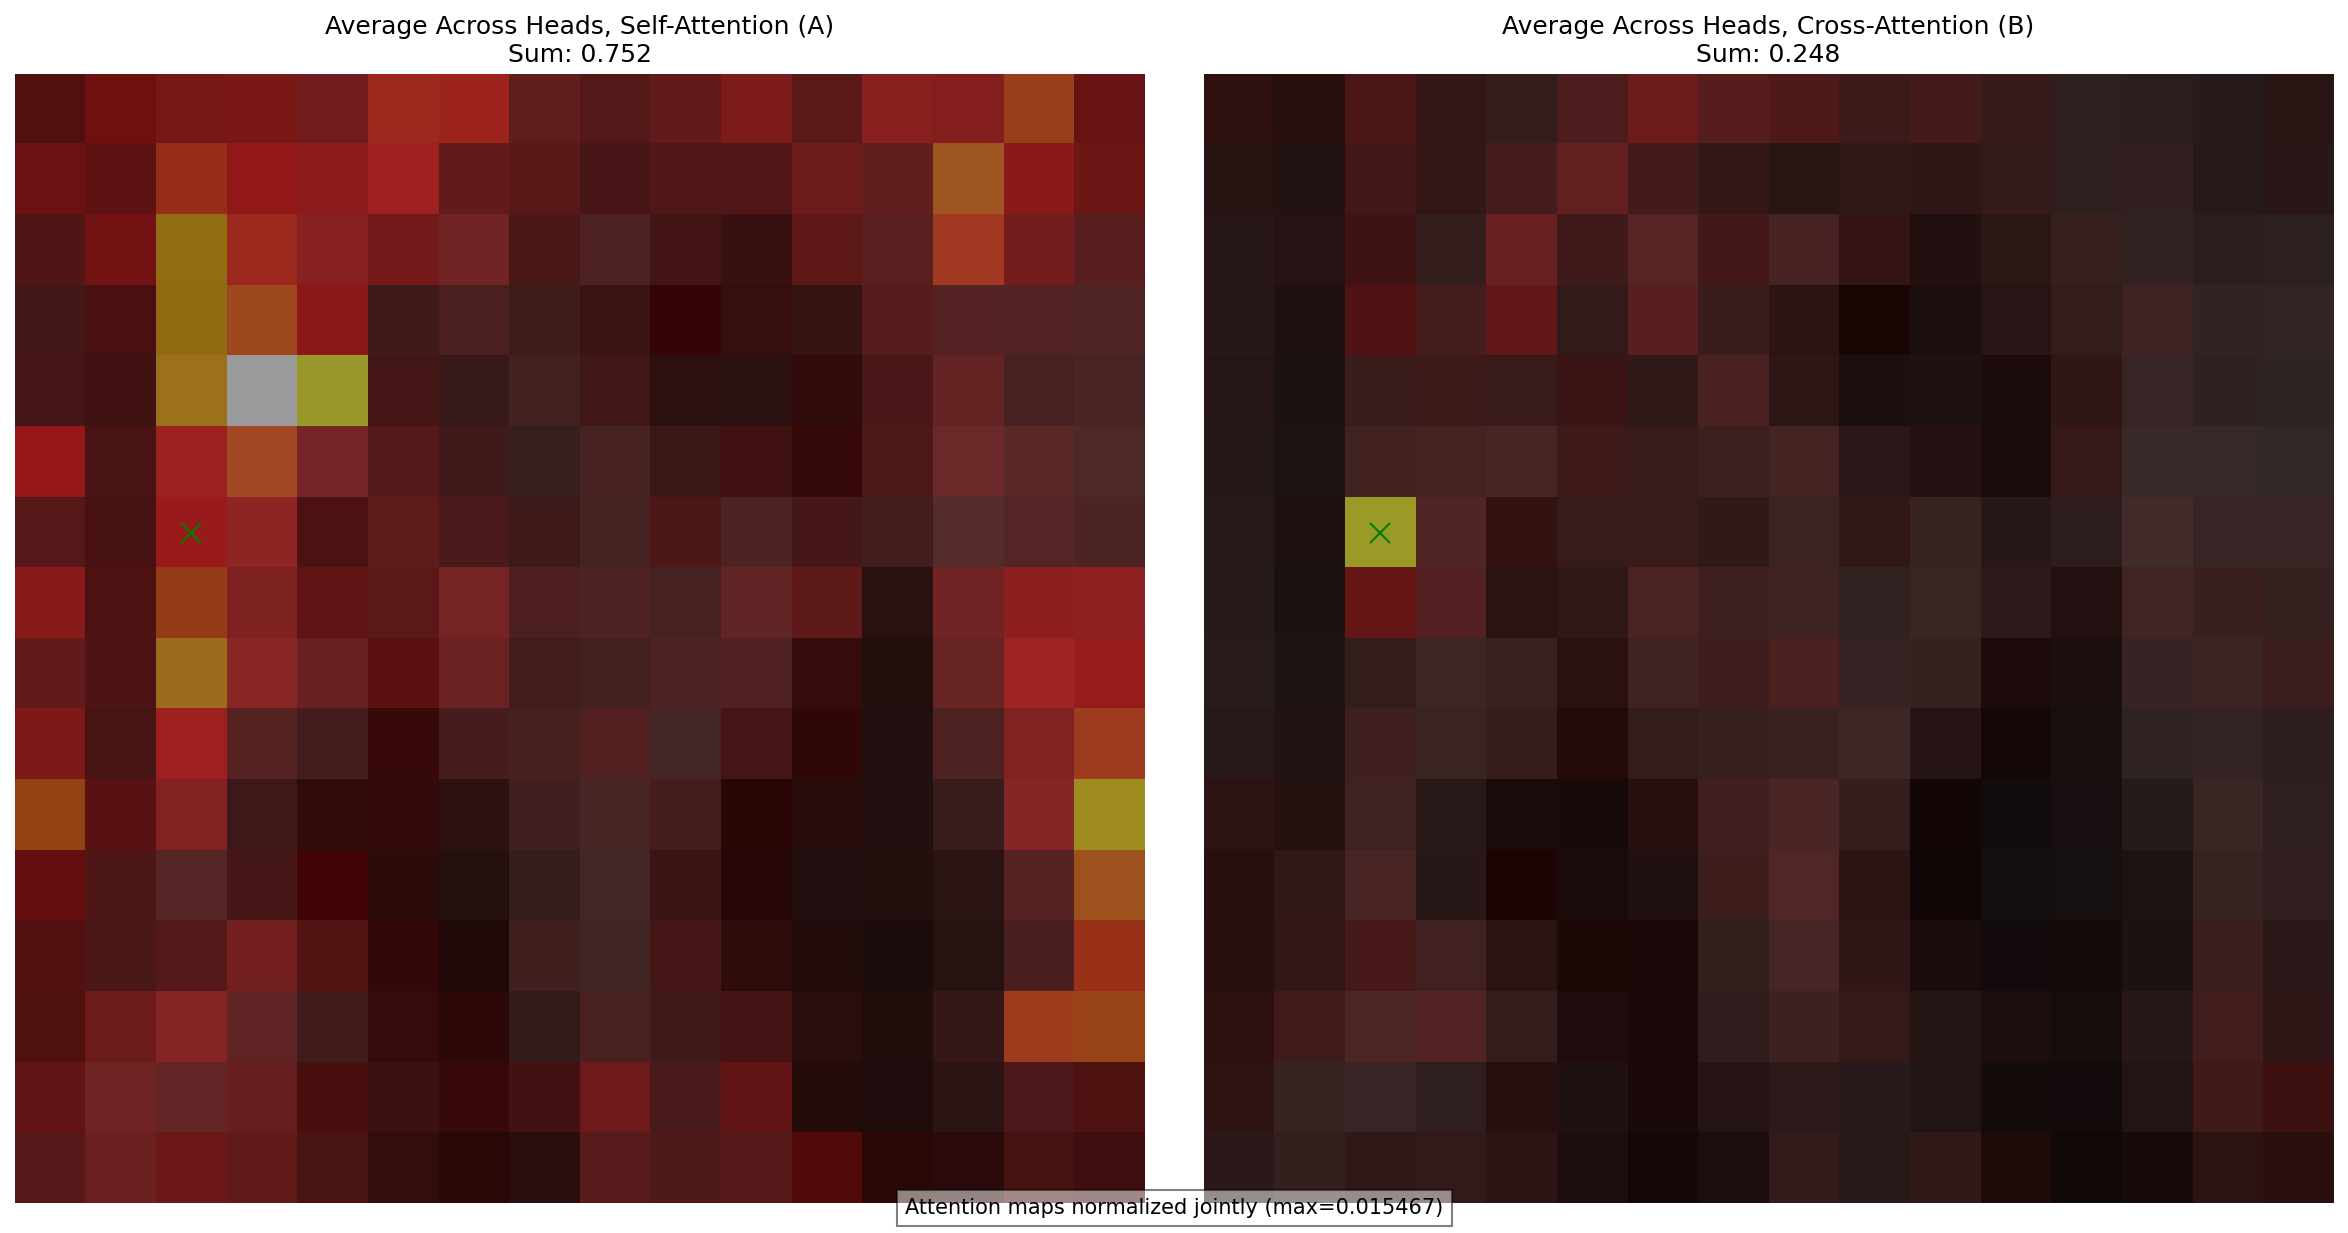 Average Across Heads, Self-Attention (A)
Sum: 0.752
Average Across Heads, Cross-Attention (B)
Sum: 0.248
Attention maps normalized jointly (max=0.015467)